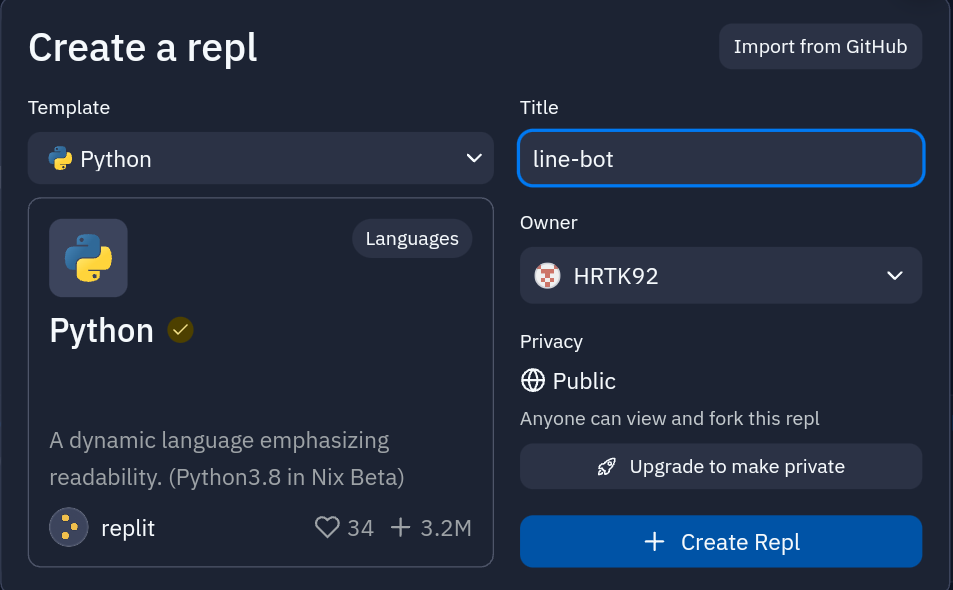 Create a repl
Import from GitHub
Template
Python
Languages
Python
A dynamic language emphasizing
readability. (Python3.8 in Nix Beta)
replit
34
3.2M
Title
line-bot
Owner
HRTK92
Privacy
Public
Anyone can view and fork this repl
Upgrade to make private
+ Create Repl